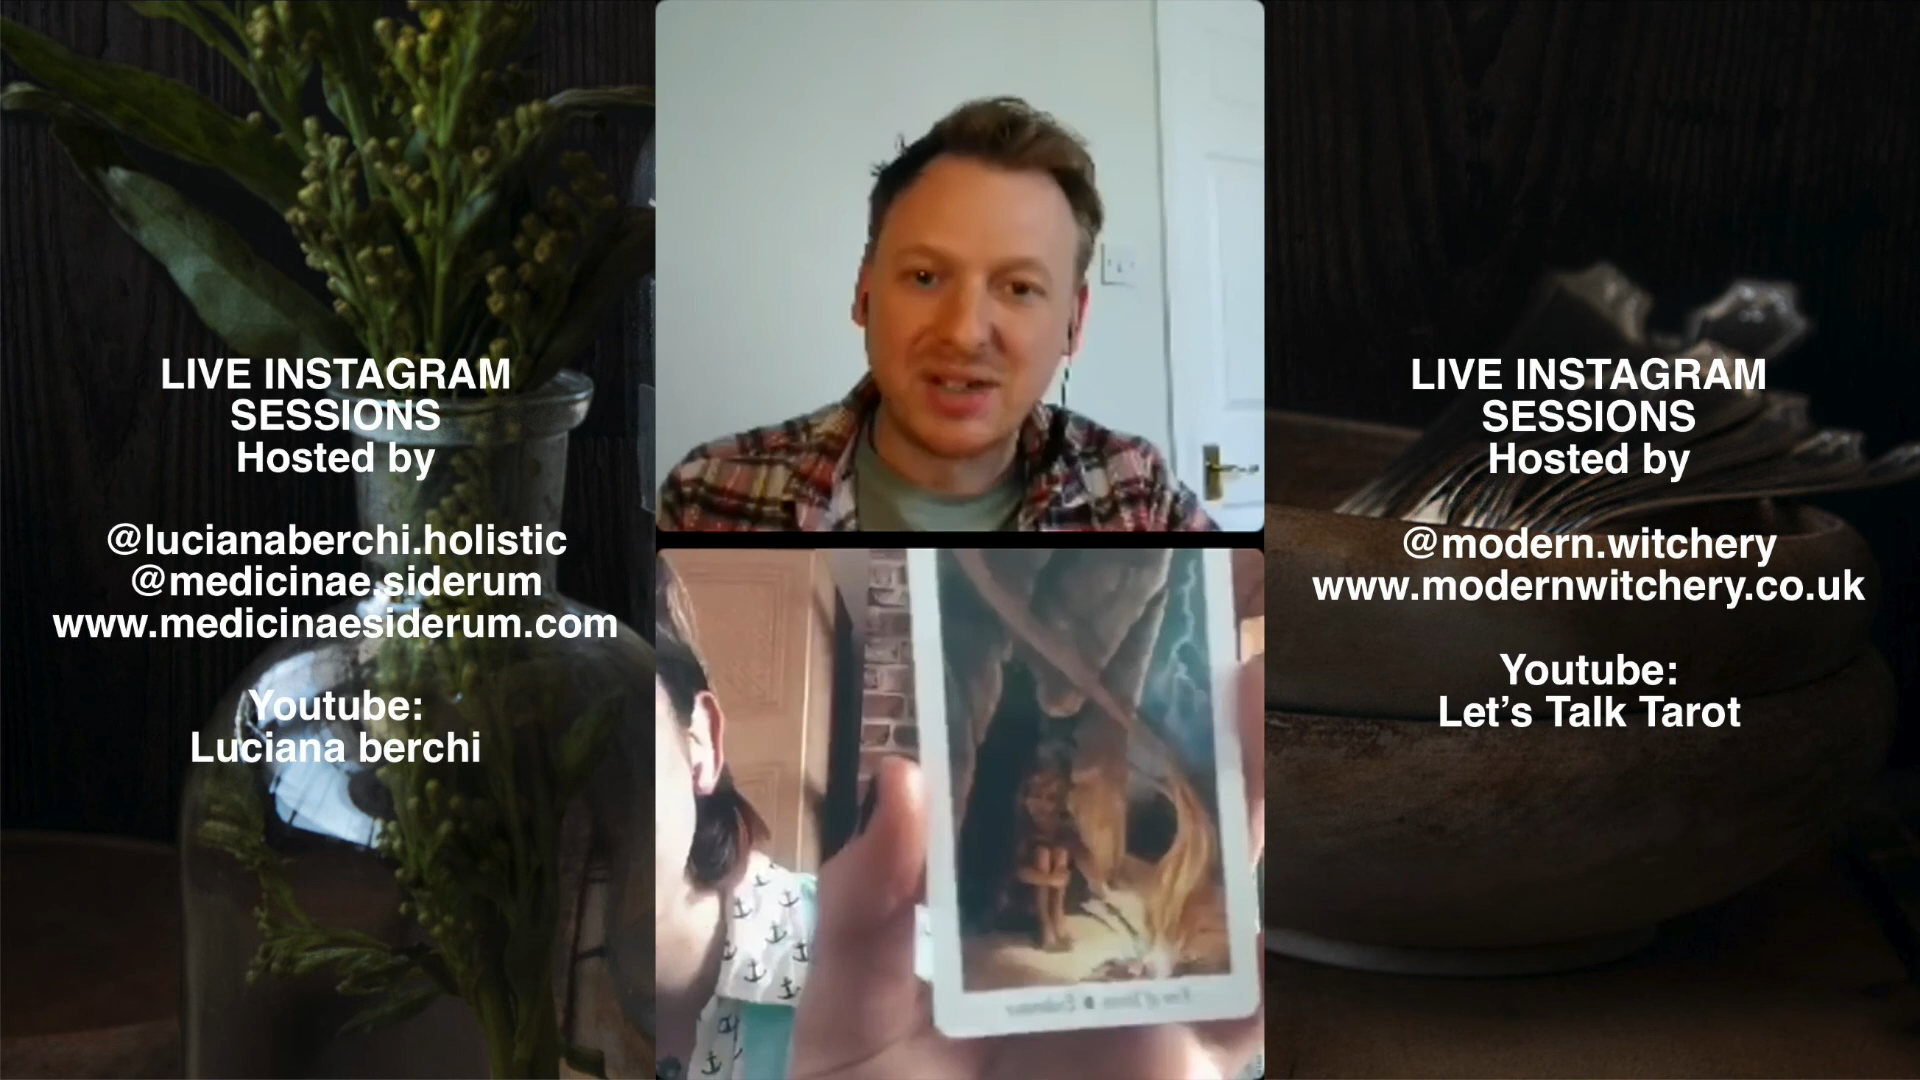 LIVE INSTAGRAM
SESSIONS
Hosted by
@lucianaberchi.holistic
@medicinae.siderum
www.medicinaesiderum.com
Youtube:
Luciana berchi
LIVE INSTAGRAM
SESSIONS
Hosted by
@modern.witchery
www.modernwitchery.co.uk
Youtube:
Let’s Talk Tarot